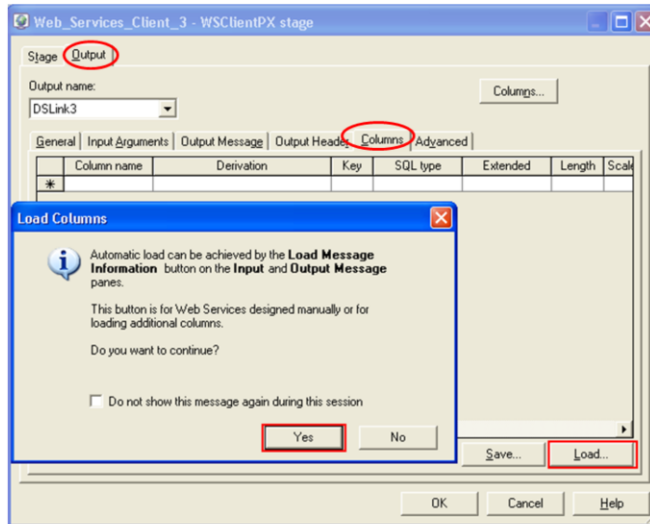 Web_Services_Client_3 - WSClientPX stage
Stage Output
Output name:
DSLink3
Columns...
General Input Arguments Output Message Output Header Columns Advanced
Column name Derivation Key SQL type Extended Length Scale
*
Load Columns
Automatic load can be achieved by the Load Message
Information button on the Input and Output Message
panes.
This button is for Web Services designed manually or for
loading additional columns.
Do you want to continue?
Do not show this message again during this session
Yes No
Save... Load...
OK Cancel Help